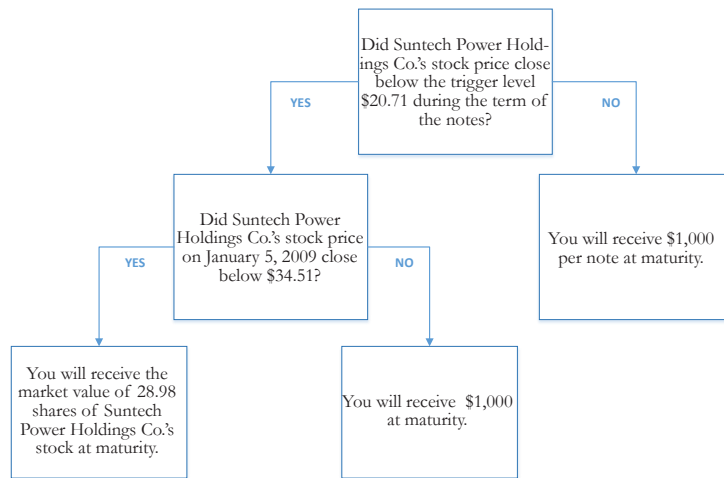 Did Suntech Power Hold-
ings Co.'s stock price close
below the trigger level
$20.71 during the term of
the notes?
YES
NO
Did Suntech Power
Holdings Co.'s stock price
on January 5, 2009 close
below $34.51?
You will receive $1,000
per note at maturity.
YES
NO
You will receive the
market value of 28.98
shares of Suntech
Power Holdings Co.'s
stock at maturity.
You will receive $1,000
at maturity.